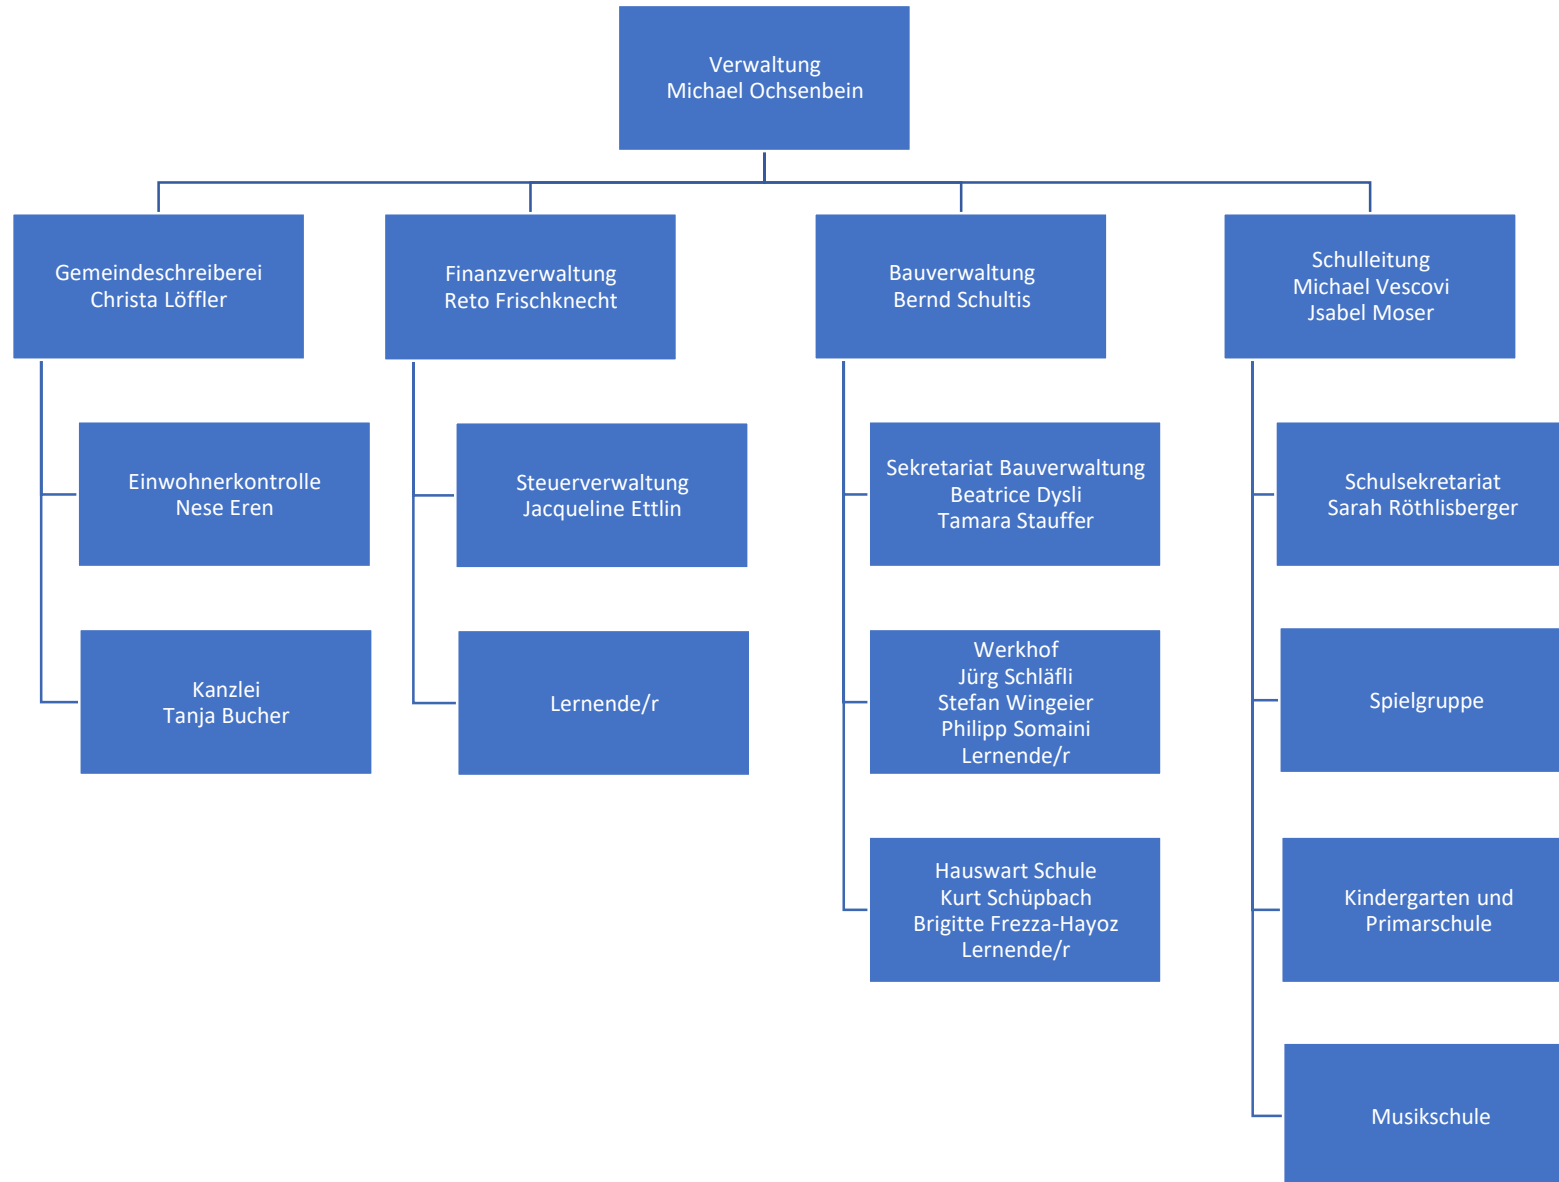 Verwaltung
Michael Ochsenbein
Gemeindeschreiberei
Christa Löffler
Finanzverwaltung
Reto Frischknecht
Bauverwaltung
Bernd Schultis
Schulleitung
Michael Vescovi
Jsabel Moser
Einwohnerkontrolle
Nese Eren
Steuerverwaltung
Jacqueline Ettlin
Sekretariat Bauverwaltung
Beatrice Dysli
Tamara Stauffer
Schulsekretariat
Sarah Röthlisberger
Kanzlei
Tanja Bucher
Lernende/r
Werkhof
Jürg Schläfli
Stefan Wingeier
Philipp Somaini
Lernende/r
Spielgruppe
Hauswart Schule
Kurt Schüpbach
Brigitte Frezza-Hayoz
Lernende/r
Kindergarten und
Primarschule
Musikschule